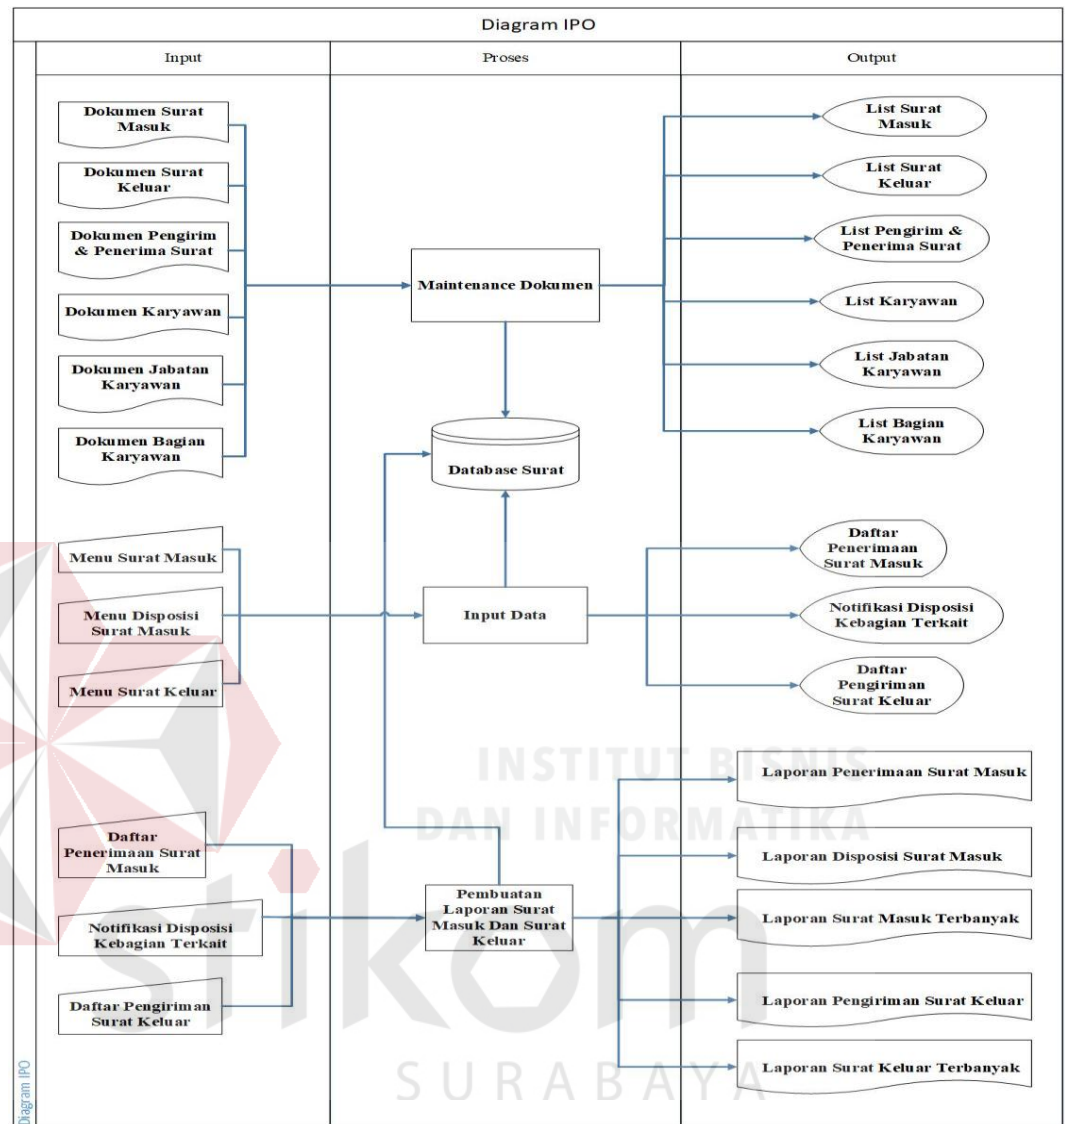 Diagram IPO
Input
Proses
Output
Dokumen Surat
Masuk
Dokumen Surat
Keluar
Dokumen Pengirim
& Penerima Surat
Dokumen Karyawan
Dokumen Jabatan
Karyawan
Dokumen Bagian
Karyawan
Maintenance Dokumen
Database Surat
List Surat
Masuk
List Surat
Keluar
List Pengirim &
Penerima Surat
List Karyawan
List Jabatan
Karyawan
List Bagian
Karyawan
Menu Surat Masuk
Menu Disposisi
Surat Masuk
Menu Surat Keluar
Input Data
Daftar
Penerimaan
Surat Masuk
Notifikasi Disposisi
Kebagian Terkait
Daftar
Pengiriman
Surat Keluar
Daftar
Penerimaan Surat
Masuk
Notifikasi Disposisi
Kebagian Terkait
Daftar Pengiriman
Surat Keluar
Pembuatan
Laporan Surat
Masuk Dan Surat
Keluar
Laporan Penerimaan Surat Masuk
Laporan Disposisi Surat Masuk
Laporan Surat Masuk Terbanyak
Laporan Pengiriman Surat Keluar
Laporan Surat Keluar Terbanyak
Diagram IPO
INSTITUT BISNIS
DAN INFORMATIKA
stikom
SURABAYA